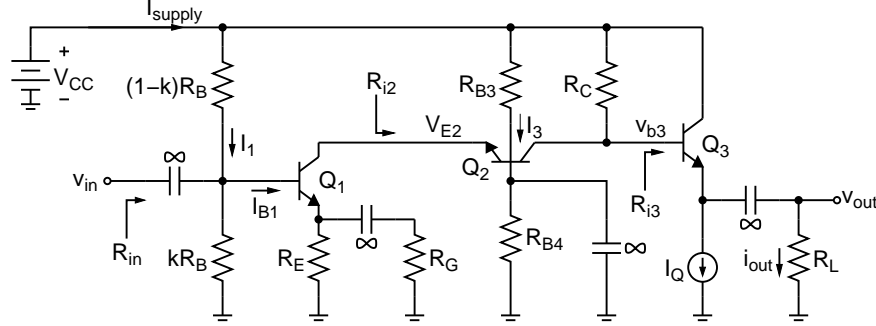 I_supply
+
V_CC
−
(1−k)R_B
R_B3
R_C
R_i2
I_1
V_E2
I_3
v_b3
Q_3
v_in
∞
I_B1
Q_1
Q_2
R_i3
∞
v_out
R_in
kR_B
R_E
∞
R_G
R_B4
∞
I_Q
i_out
R_L